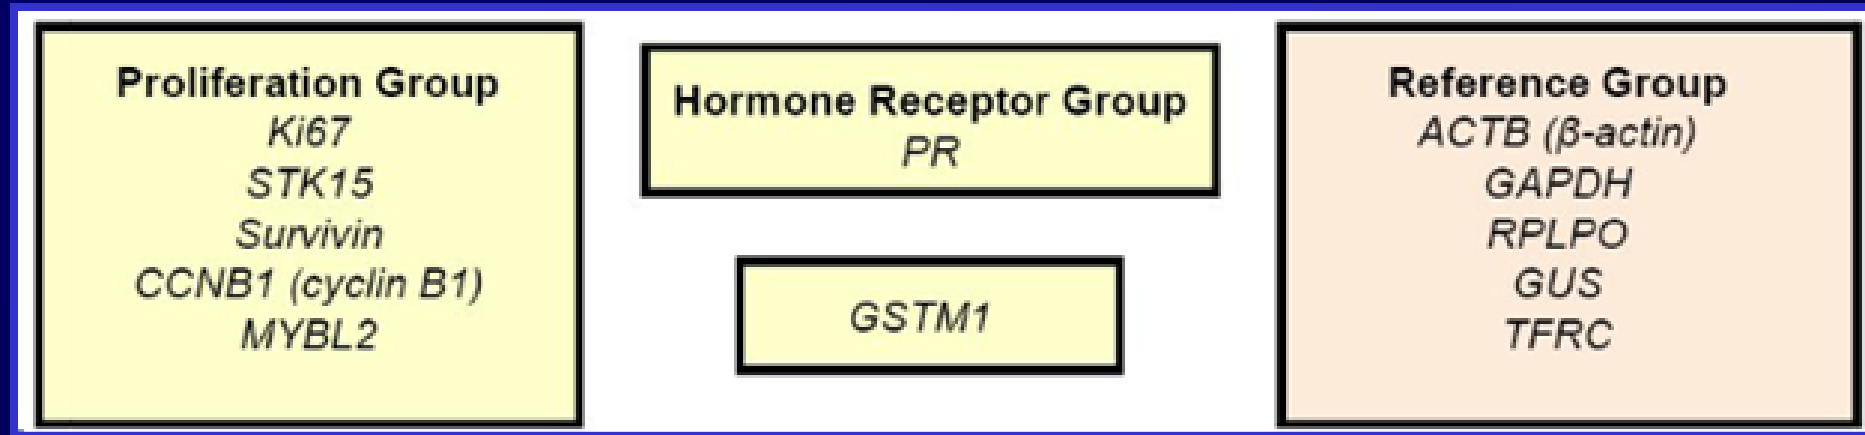 Proliferation Group
Ki67
STK15
Survivin
CCNB1 (cyclin B1)
MYBL2
Hormone Receptor Group
PR
GSTM1
Reference Group
ACTB (β-actin)
GAPDH
RPLPO
GUS
TFRC